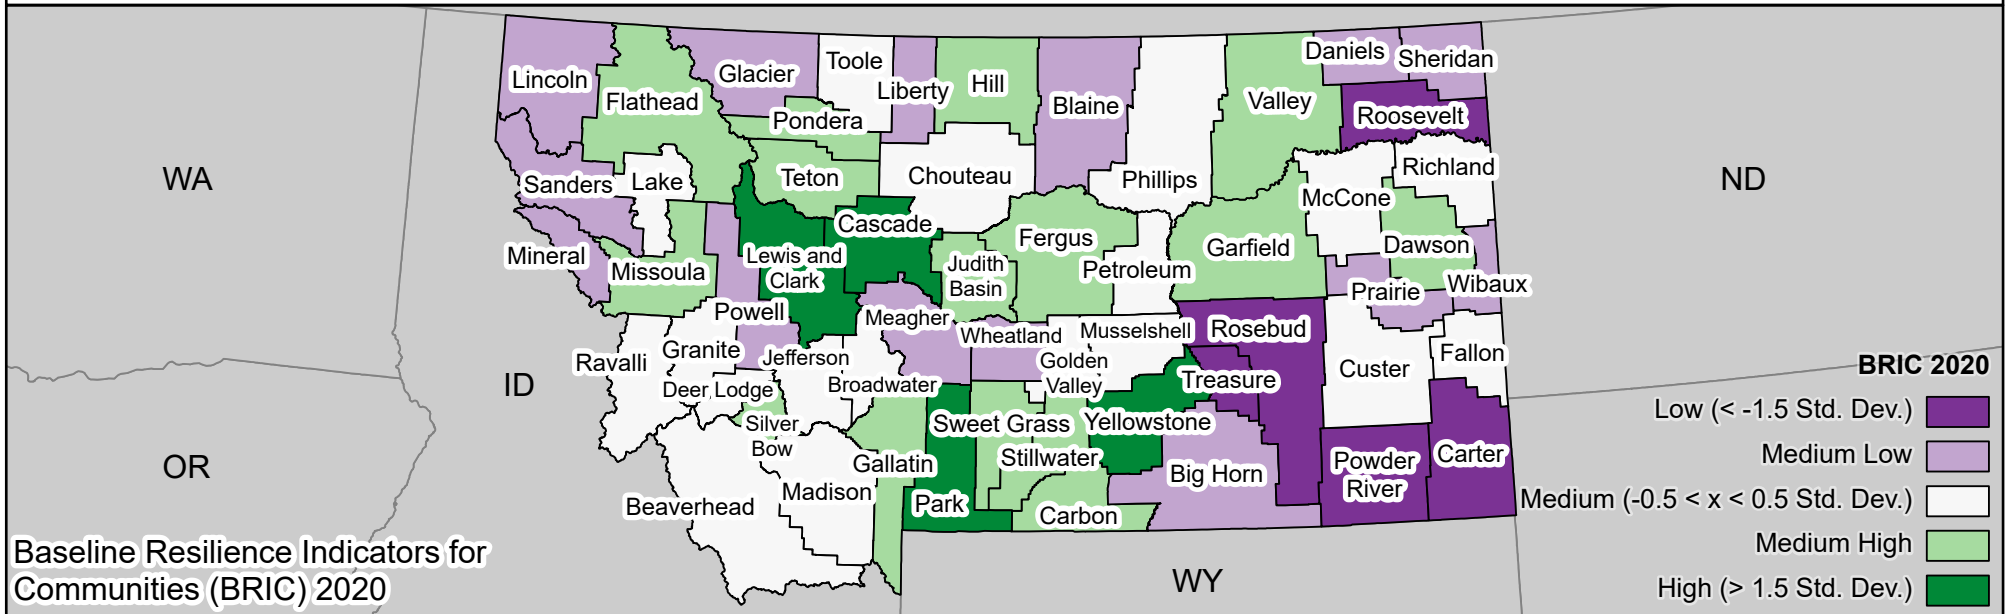 WA
OR
ID
ND
WY
Lincoln
Flathead
Glacier
Toole
Liberty
Hill
Blaine
Phillips
Valley
Daniels
Sheridan
Roosevelt
Pondera
Teton
Chouteau
Richland
McCone
Sanders
Lake
Cascade
Lewis and
Clark
Mineral
Missoula
Judith
Basin
Fergus
Petroleum
Garfield
Dawson
Prairie
Wibaux
Powell
Meagher
Wheatland
Musselshell
Golden
Valley
Rosebud
Treasure
Custer
Fallon
Ravalli
Granite
Jefferson
Deer Lodge
Broadwater
Silver
Bow
Sweet Grass
Yellowstone
Stillwater
Gallatin
Park
Carbon
Big Horn
Powder
River
Carter
Beaverhead
Madison
BRIC 2020
Low (< -1.5 Std. Dev.)
Medium Low
Medium (-0.5 < x < 0.5 Std. Dev.)
Medium High
High (> 1.5 Std. Dev.)
Baseline Resilience Indicators for
Communities (BRIC) 2020